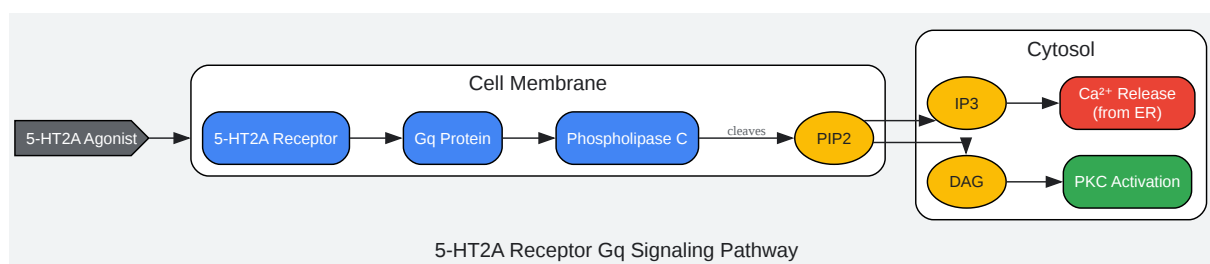 Cytosol
Cell Membrane
5-HT2A Agonist
5-HT2A Receptor
Gq Protein
Phospholipase C
cleaves
PIP2
IP3
Ca²⁺ Release
(from ER)
DAG
PKC Activation
5-HT2A Receptor Gq Signaling Pathway